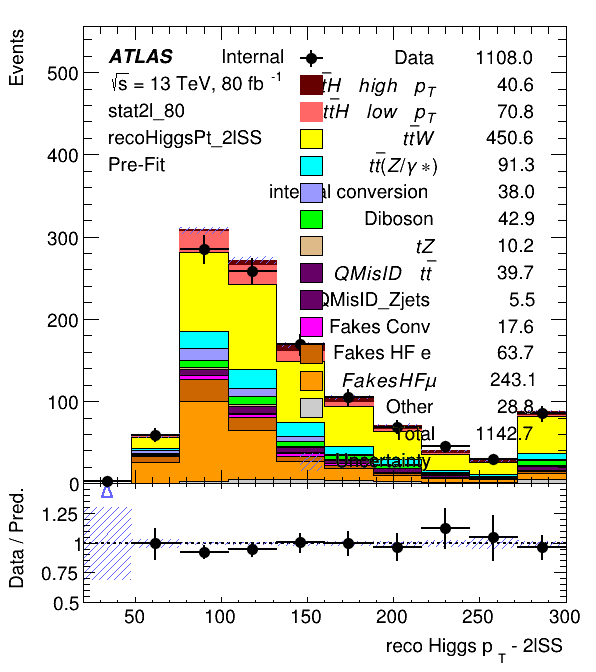 Events
ATLAS Internal
√s = 13 TeV, 80 fb -1
stat2l_80
recoHiggsPt_2lSS
Pre-Fit
Data 1108.0
tt̄H high p_T 40.6
tt̄H low p_T 70.8
tt̄W 450.6
tt̄(Z/γ*) 91.3
internal conversion 38.0
Diboson 42.9
tZ 10.2
QMisID tt̄ 39.7
QMisID_Zjets 5.5
Fakes Conv 17.6
Fakes HF e 63.7
FakesHFμ 243.1
Other 28.8
Total 1142.7
Uncertainty
500
400
300
200
100
0
Data / Pred.
1.25
1
0.75
0.5
50 100 150 200 250 300
reco Higgs p_T - 2lSS